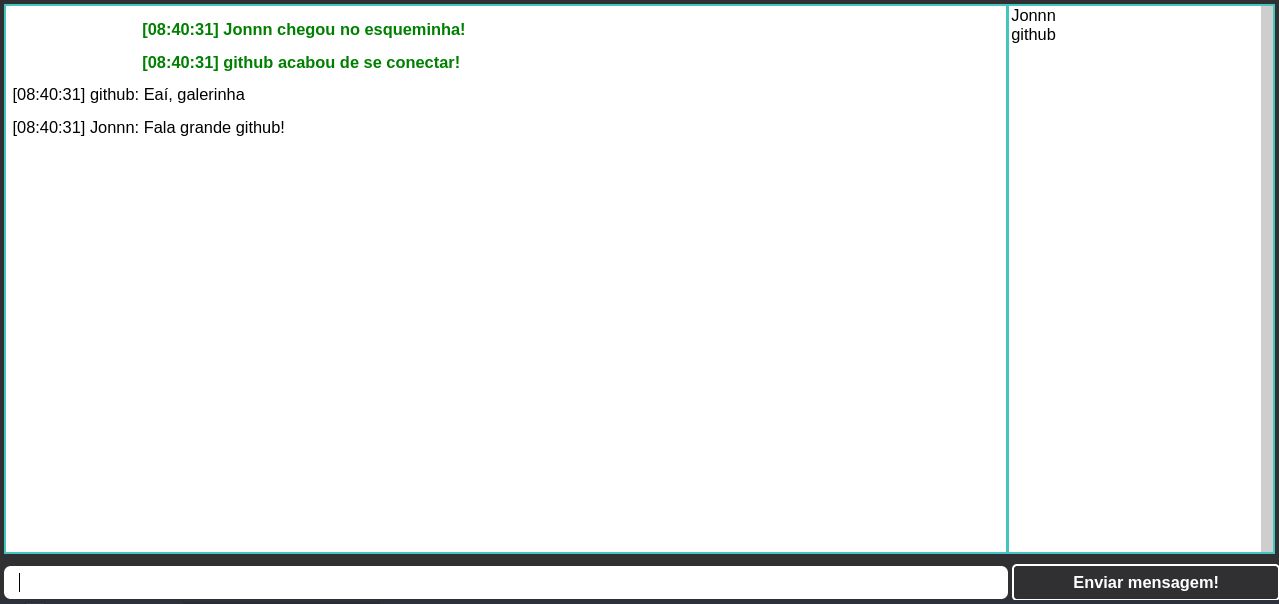 [08:40:31] Jonnn chegou no esqueminha!
[08:40:31] github acabou de se conectar!
[08:40:31] github: Eaí, galerinha
[08:40:31] Jonnn: Fala grande github!
Jonnn
github
Enviar mensagem!